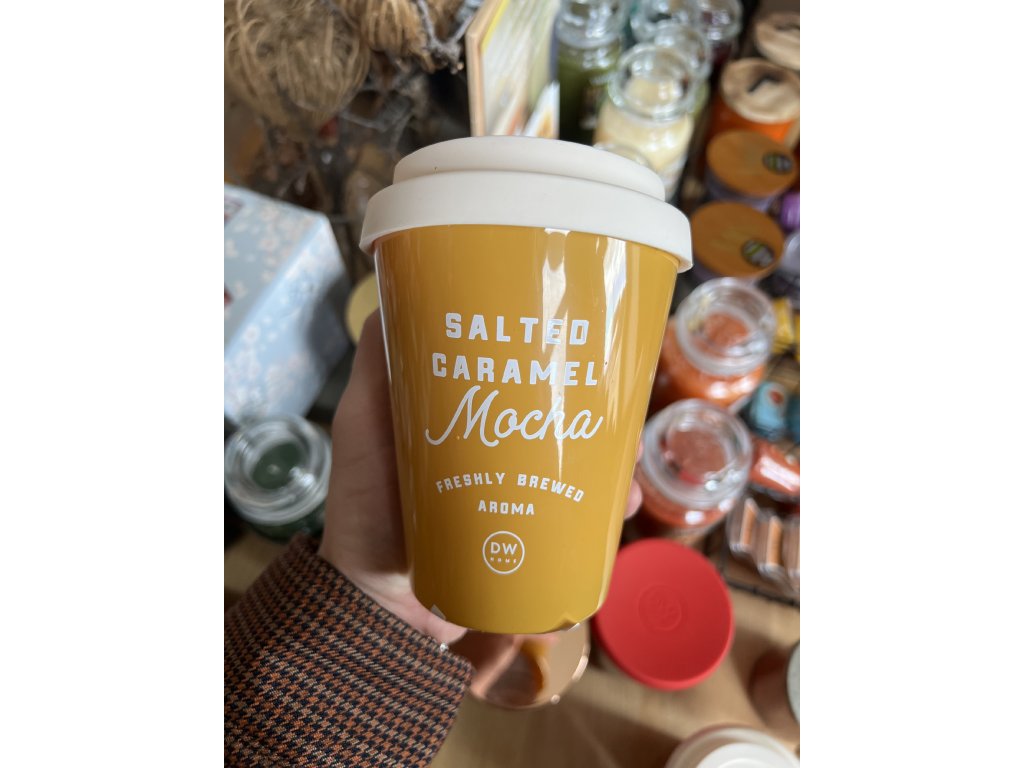 SALTED
CARAMEL
Mocha
FRESHLY BREWED
AROMA
DW
HOME